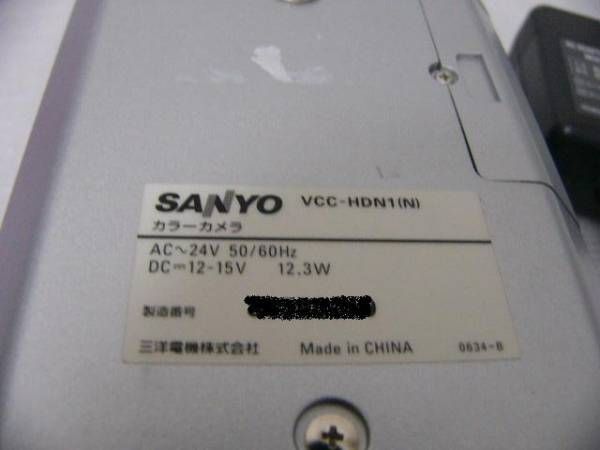 SANYO VCC-HDN1(N)
カラーカメラ
AC～24V 50/60Hz
DC⎓12-15V 12.3W
製造番号
三洋電機株式会社 Made in CHINA 0634-B